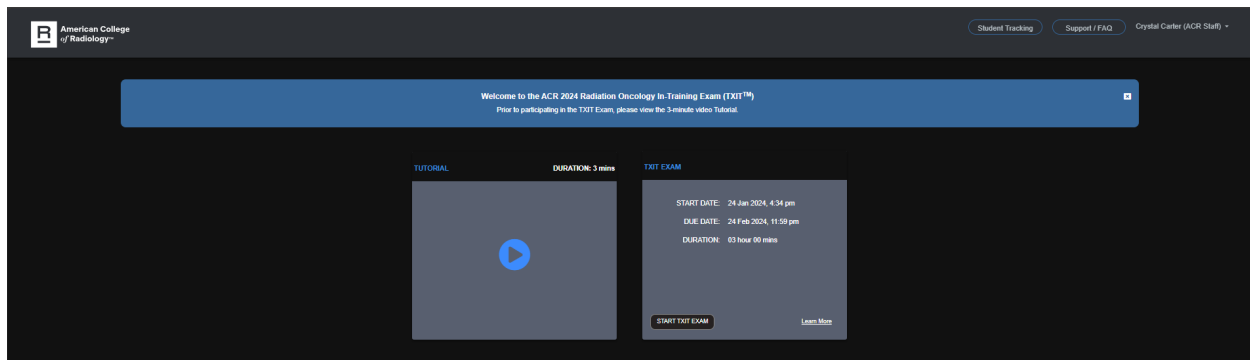 American College
of Radiology™
Student Tracking
Support / FAQ
Crystal Carter (ACR Staff)
Welcome to the ACR 2024 Radiation Oncology In-Training Exam (TXIT™)
Prior to participating in the TXIT Exam, please view the 3-minute video Tutorial.
TUTORIAL
DURATION: 3 mins
TXIT EXAM
START DATE: 24 Jan 2024, 4:34 pm
DUE DATE: 24 Feb 2024, 11:59 pm
DURATION: 03 hour 00 mins
START TXIT EXAM
Learn More